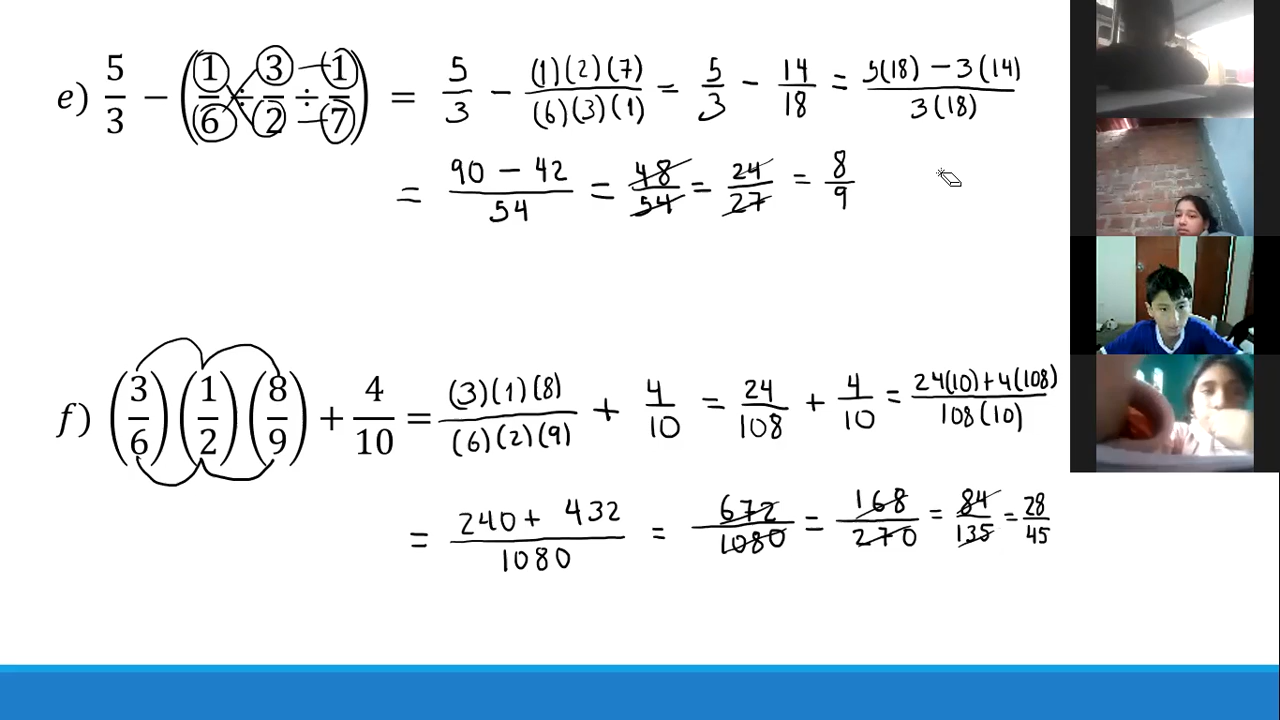 e) 5/3 − (1/6 ÷ 3/2 ÷ 1/7) = 5/3 − (1)(2)(7)/(6)(3)(1) = 5/3 − 14/18 = 5(18) − 3(14)/3(18)
= 90 − 42/54 = 48/54 = 24/27 = 8/9
f) (3/6)(1/2)(8/9) + 4/10 = (3)(1)(8)/(6)(2)(9) + 4/10 = 24/108 + 4/10 = 24(10)+4(108)/108(10)
= 240 + 432/1080 = 672/1080 = 168/270 = 84/135 = 28/45